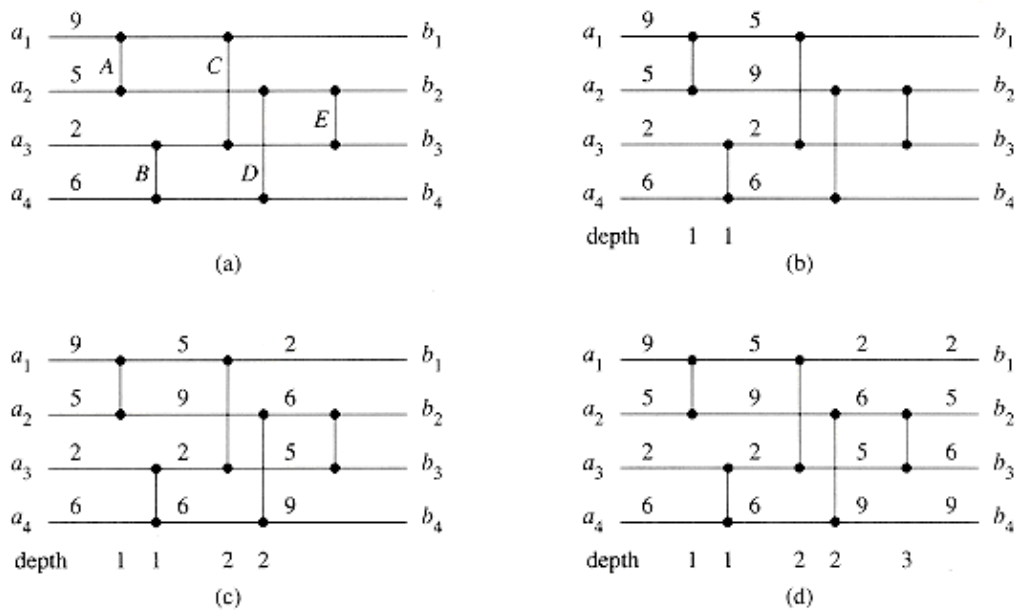 9
a1 b1
A C
5
a2 b2
E
2
a3 b3
B D
6
a4 b4
(a)
9 5
a1 b1
5 9
a2 b2
2 2
a3 b3
6 6
a4 b4
depth 1 1
(b)
9 5 2
a1 b1
5 9 6
a2 b2
2 2 5
a3 b3
6 6 9
a4 b4
depth 1 1 2 2
(c)
9 5 2 2
a1 b1
5 9 6 5
a2 b2
2 2 5 6
a3 b3
6 6 9 9
a4 b4
depth 1 1 2 2 3
(d)